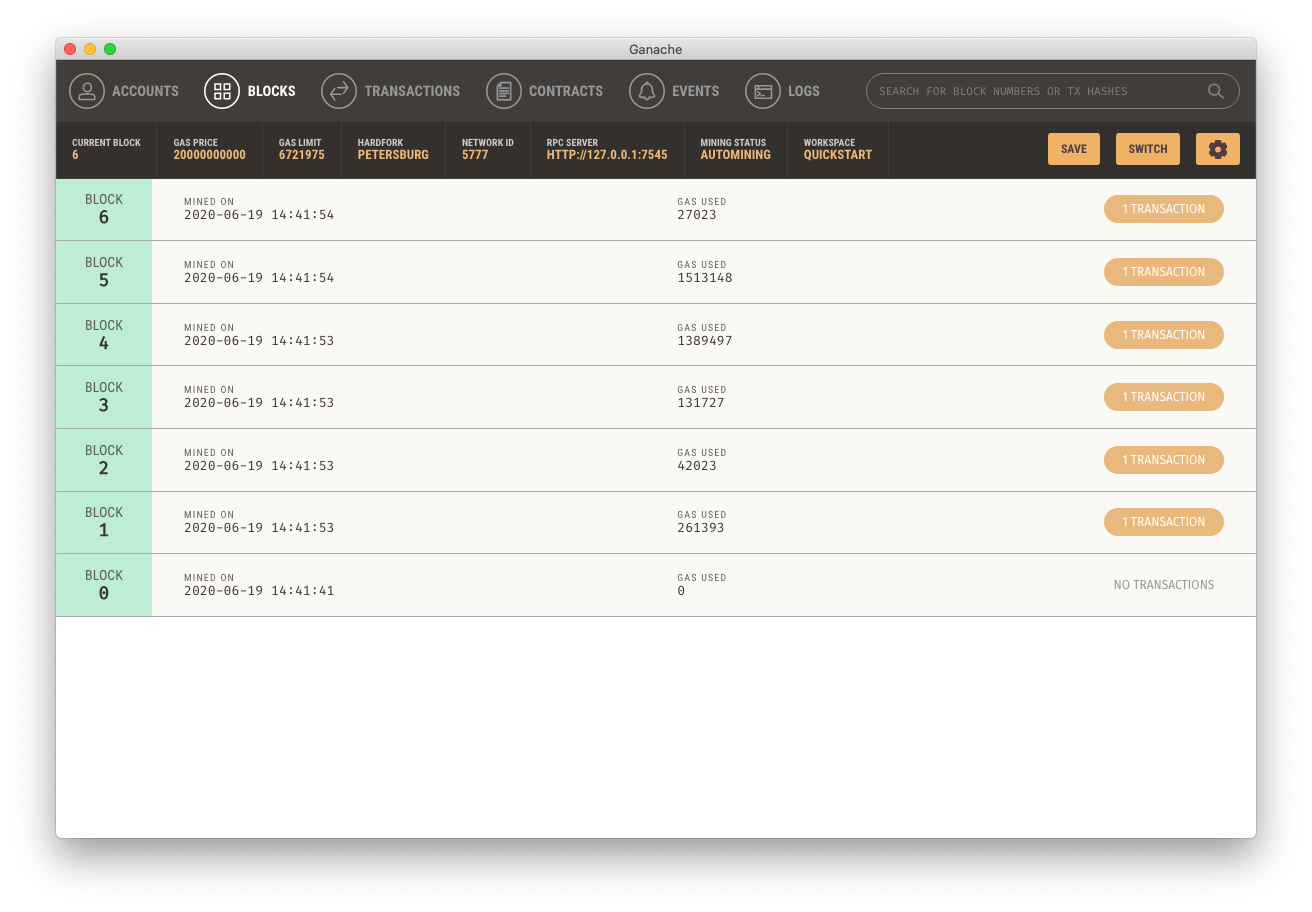 Ganache
ACCOUNTS BLOCKS TRANSACTIONS CONTRACTS EVENTS LOGS SEARCH FOR BLOCK NUMBERS OR TX HASHES
CURRENT BLOCK GAS PRICE GAS LIMIT HARDFORK NETWORK ID RPC SERVER MINING STATUS WORKSPACE
6 20000000000 6721975 PETERSBURG 5777 HTTP://127.0.0.1:7545 AUTOMINING QUICKSTART
SAVE SWITCH
BLOCK MINED ON GAS USED
6 2020-06-19 14:41:54 27023 1 TRANSACTION
BLOCK MINED ON GAS USED
5 2020-06-19 14:41:54 1513148 1 TRANSACTION
BLOCK MINED ON GAS USED
4 2020-06-19 14:41:53 1389497 1 TRANSACTION
BLOCK MINED ON GAS USED
3 2020-06-19 14:41:53 131727 1 TRANSACTION
BLOCK MINED ON GAS USED
2 2020-06-19 14:41:53 42023 1 TRANSACTION
BLOCK MINED ON GAS USED
1 2020-06-19 14:41:53 261393 1 TRANSACTION
BLOCK MINED ON GAS USED
0 2020-06-19 14:41:41 0 NO TRANSACTIONS